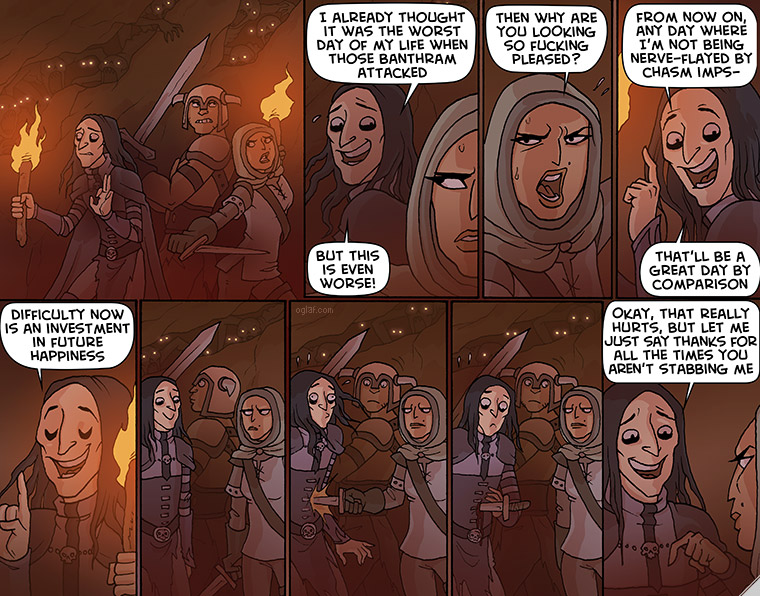 I ALREADY THOUGHT
IT WAS THE WORST
DAY OF MY LIFE WHEN
THOSE BANTHRAM
ATTACKED
BUT THIS
IS EVEN
WORSE!
THEN WHY ARE
YOU LOOKING
SO FUCKING
PLEASED?
FROM NOW ON,
ANY DAY WHERE
I'M NOT BEING
NERVE-FLAYED BY
CHASM IMPS-
THAT'LL BE A
GREAT DAY BY
COMPARISON
DIFFICULTY NOW
IS AN INVESTMENT
IN FUTURE
HAPPINESS
oglaf.com
OKAY, THAT REALLY
HURTS, BUT LET ME
JUST SAY THANKS FOR
ALL THE TIMES YOU
AREN'T STABBING ME